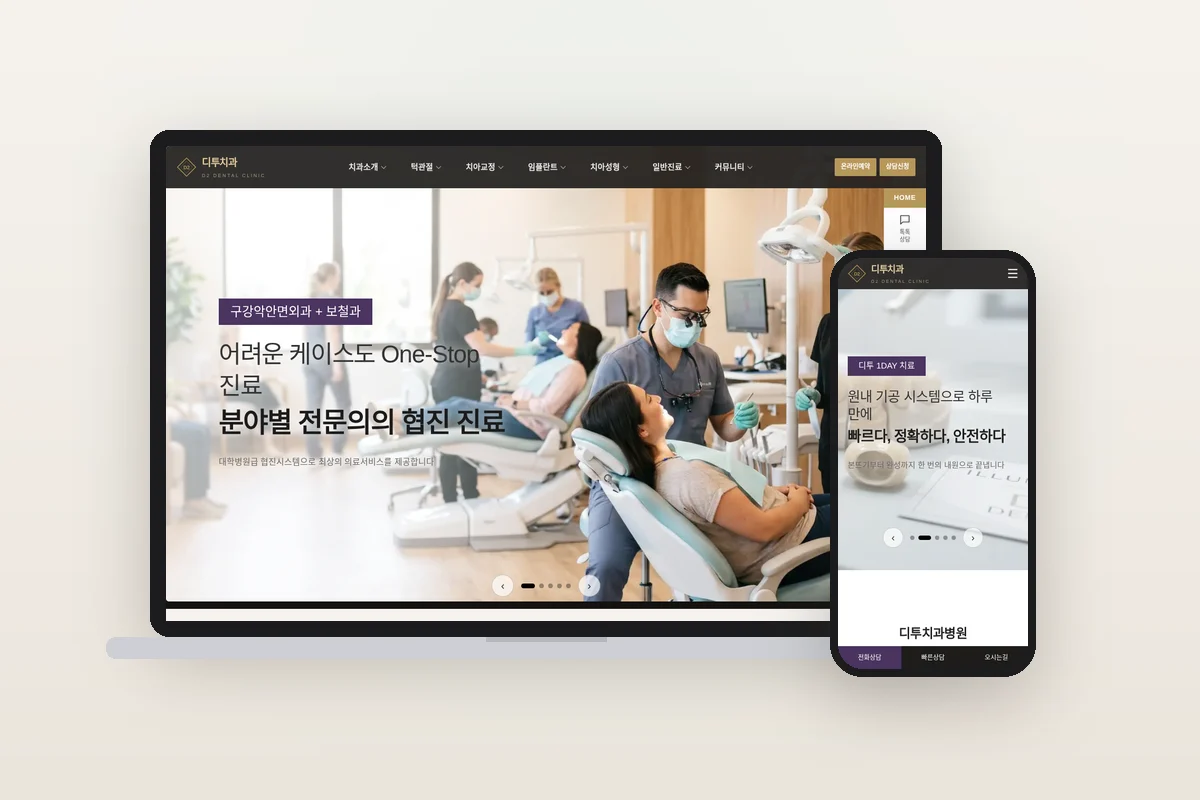 D2
디투치과
D2 DENTAL CLINIC
치과소개
턱관절
치아교정
임플란트
치아성형
일반진료
커뮤니티
온라인예약
상담신청
HOME
톡톡
상담
구강악안면외과 + 보철과
어려운 케이스도 One-Stop
진료
분야별 전문의의 협진 진료
대학병원급 협진시스템으로 최상의 의료서비스를 제공합니다
D2
디투치과
D2 DENTAL CLINIC
디투 1DAY 치료
원내 기공 시스템으로 하루
만에
빠르다, 정확하다, 안전하다
본뜨기부터 완성까지 한 번의 내원으로 끝냅니다
디투치과병원
전화상담
빠른상담
오시는길